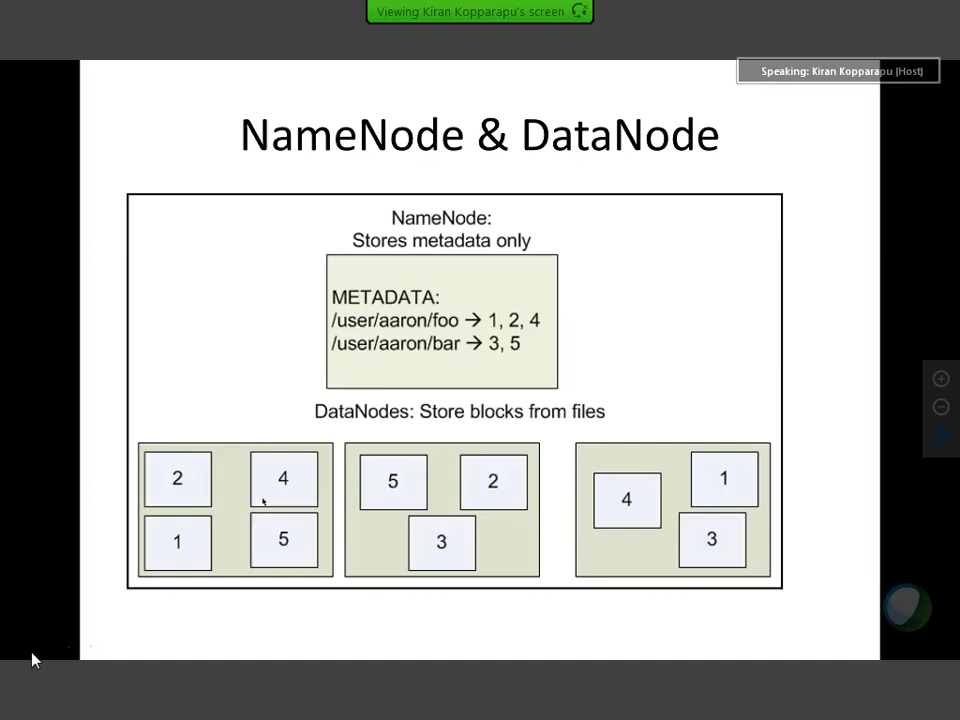 Viewing Kiran Kopparapu's screen
Speaking: Kiran Kopparapu (Host)
NameNode & DataNode
NameNode:
Stores metadata only
METADATA:
/user/aaron/foo → 1, 2, 4
/user/aaron/bar → 3, 5
DataNodes: Store blocks from files
2 4
1 5
5 2
3
4 1
3